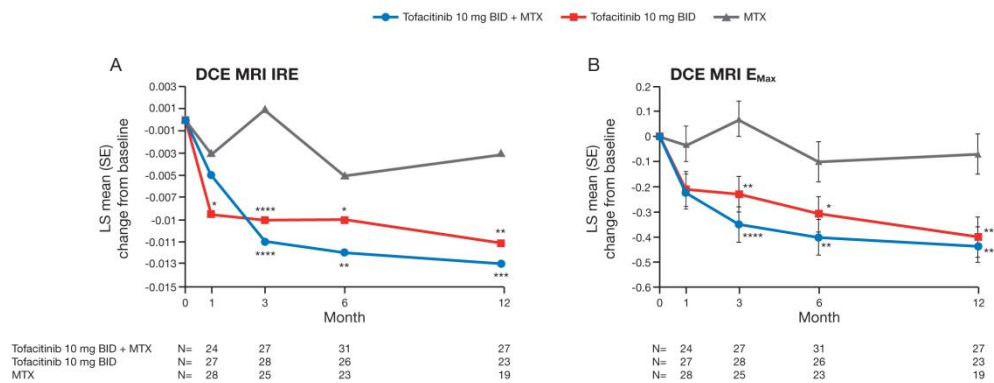 Tofacitinib 10 mg BID + MTX Tofacitinib 10 mg BID MTX
A DCE MRI IRE
LS mean (SE)
change from baseline
0.003
0.001
-0.001
-0.003
-0.005
-0.007
-0.01
-0.011
-0.013
-0.015
* **** * **
**** ** ***
0 1 3 6 12
Month
B DCE MRI EMax
LS mean (SE)
change from baseline
0.2
0.1
0
-0.1
-0.2
-0.3
-0.4
-0.5
-0.6
** * **
**** ** **
0 1 3 6 12
Month
Tofacitinib 10 mg BID + MTX N= 24 27 31 27 N= 24 27 31 27
Tofacitinib 10 mg BID N= 27 28 26 23 N= 27 28 26 23
MTX N= 28 25 23 19 N= 28 25 23 19